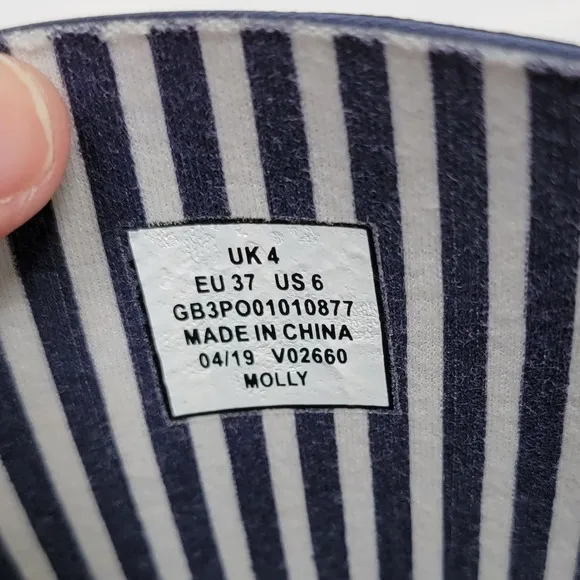 UK 4
EU 37 US 6
GB3PO01010877
MADE IN CHINA
04/19 V02660
MOLLY